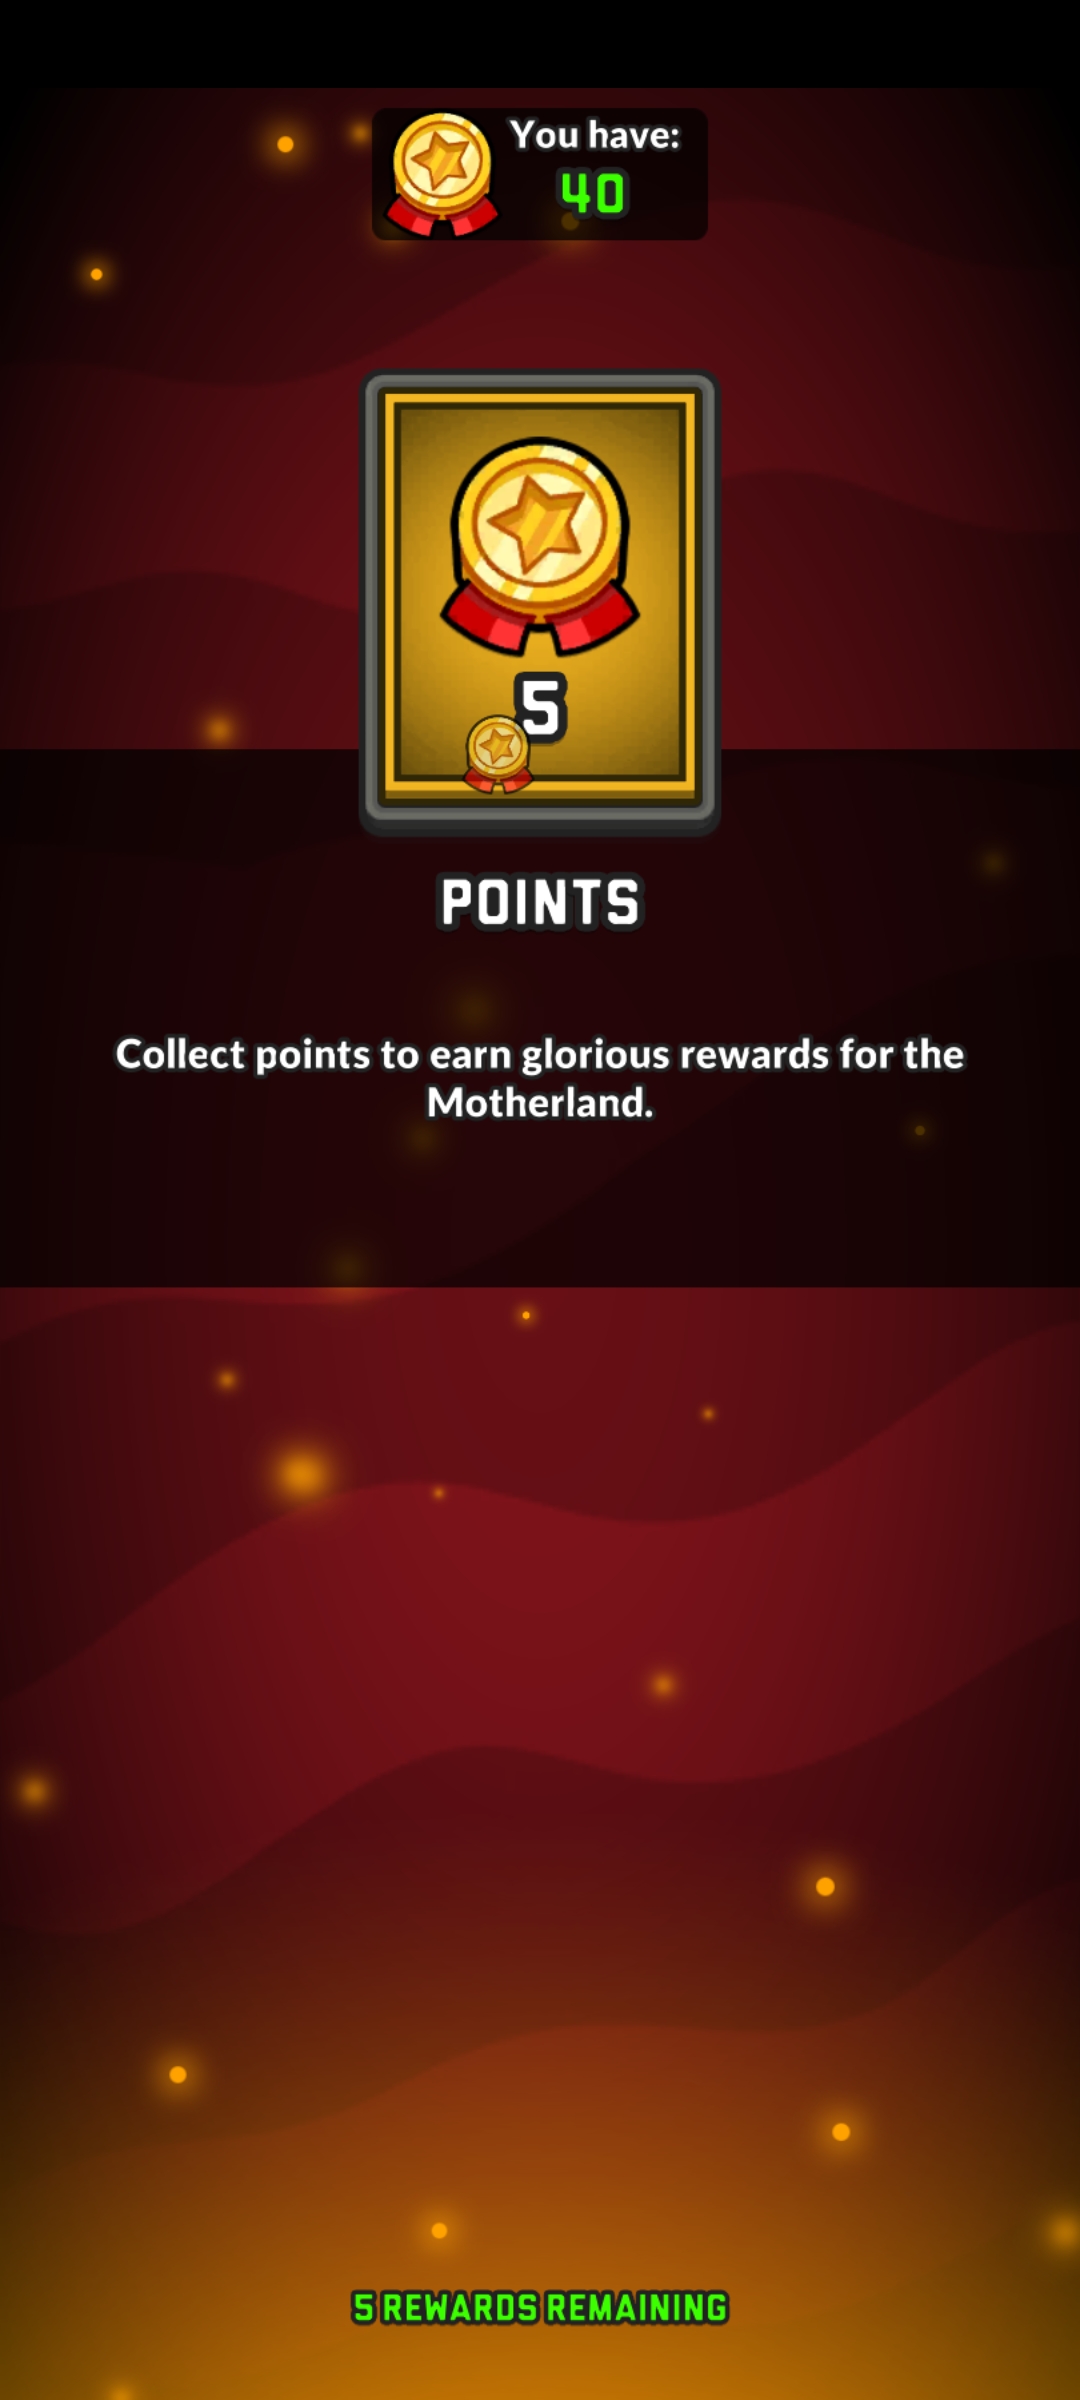 You have:
40
5
POINTS
Collect points to earn glorious rewards for the
Motherland.
5 REWARDS REMAINING